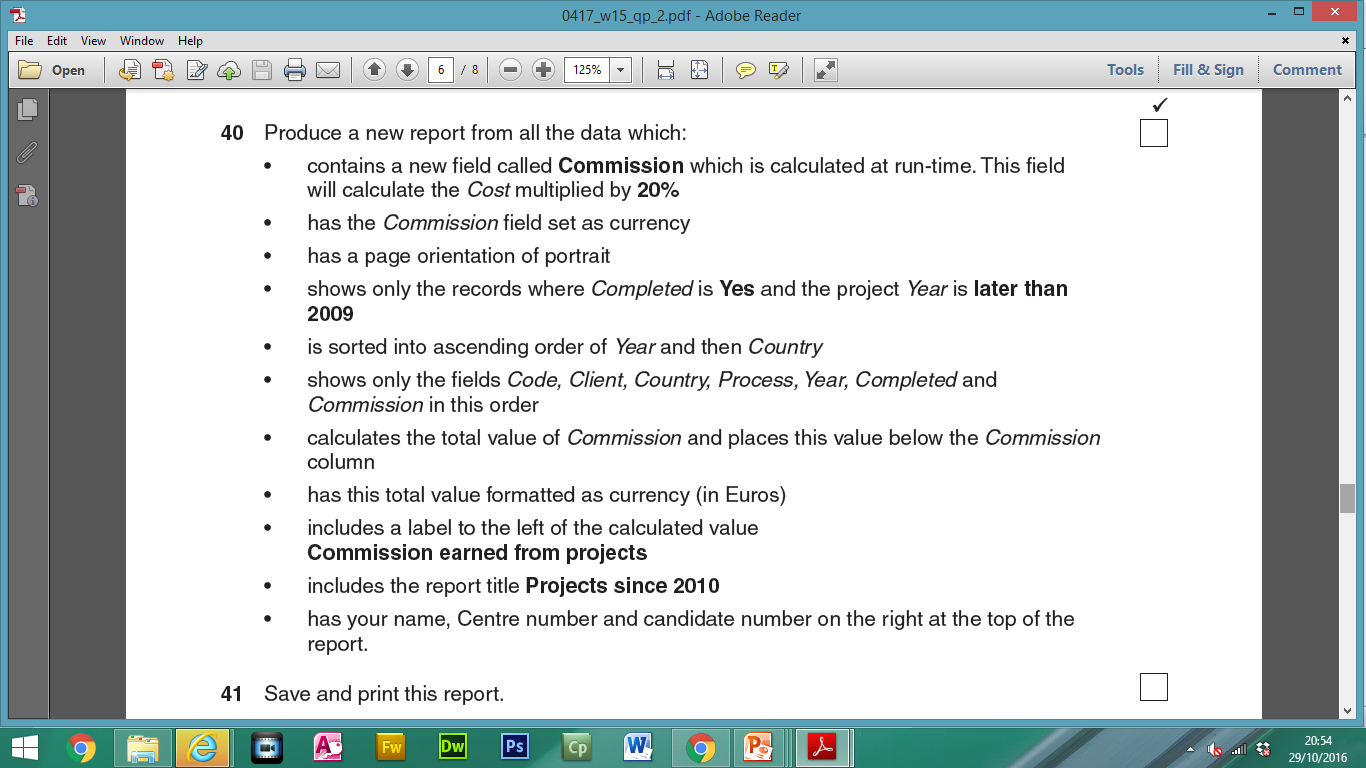 0417_w15_qp_2.pdf - Adobe Reader
File Edit View Window Help
Open 6 / 8 125% Tools Fill & Sign Comment
✓
40 Produce a new report from all the data which:
• contains a new field called Commission which is calculated at run-time. This field
will calculate the Cost multiplied by 20%
• has the Commission field set as currency
• has a page orientation of portrait
• shows only the records where Completed is Yes and the project Year is later than
2009
• is sorted into ascending order of Year and then Country
• shows only the fields Code, Client, Country, Process, Year, Completed and
Commission in this order
• calculates the total value of Commission and places this value below the Commission
column
• has this total value formatted as currency (in Euros)
• includes a label to the left of the calculated value
Commission earned from projects
• includes the report title Projects since 2010
• has your name, Centre number and candidate number on the right at the top of the
report.
41 Save and print this report.
A Fw Dw Ps Cp W P
20:54
29/10/2016